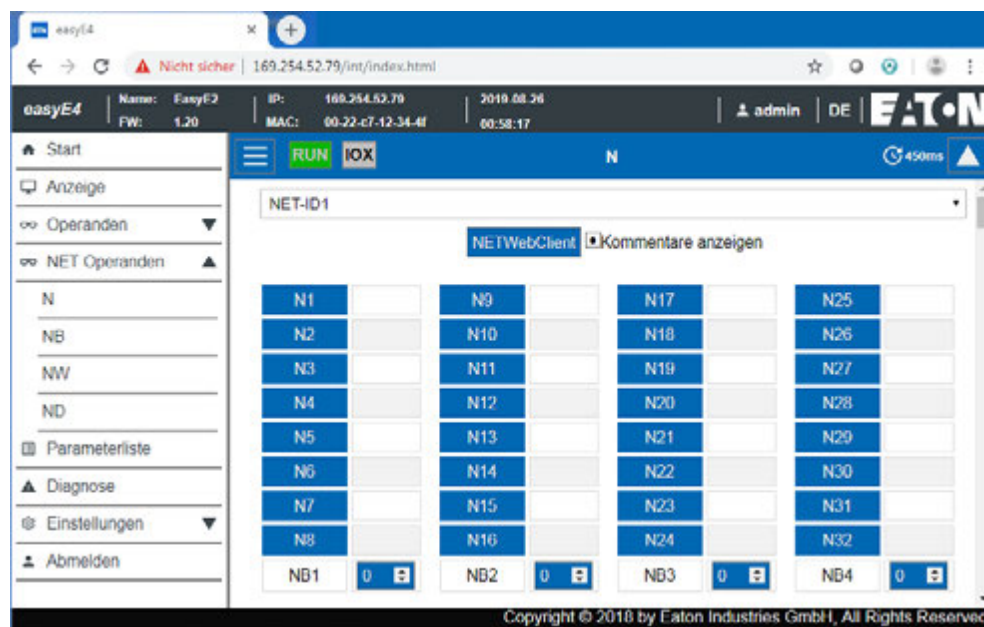 easyE4
Nicht sicher | 169.254.52.79/int/index.html
easyE4
Name: EasyE2
FW: 1.20
IP: 169.254.52.79
MAC: 00-22-c7-12-34-4f
2019.08.26
00:58:17
admin
DE
EATON
Start
Anzeige
Operanden
NET Operanden
N
NB
NW
ND
Parameterliste
Diagnose
Einstellungen
Abmelden
RUN IOX
N
450ms
NET-ID1
NETWebClient
Kommentare anzeigen
N1 N9 N17 N25
N2 N10 N18 N26
N3 N11 N19 N27
N4 N12 N20 N28
N5 N13 N21 N29
N6 N14 N22 N30
N7 N15 N23 N31
N8 N16 N24 N32
NB1 0 NB2 0 NB3 0 NB4 0
Copyright © 2018 by Eaton Industries GmbH, All Rights Reserved